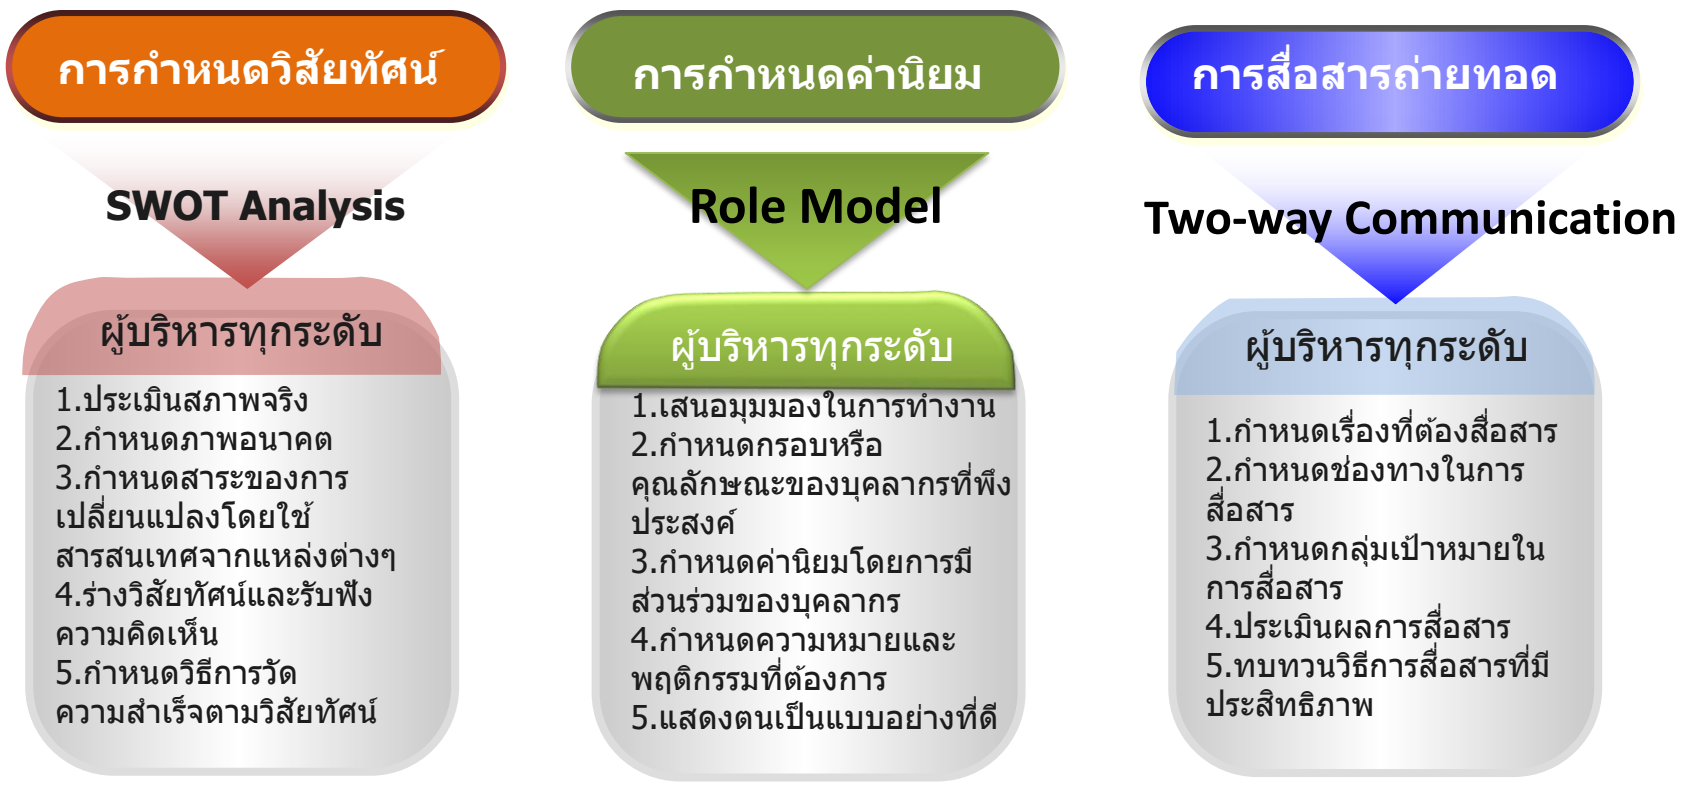 การกำหนดวิสัยทัศน์
SWOT Analysis
ผู้บริหารทุกระดับ
1.ประเมินสภาพจริง
2.กำหนดภาพอนาคต
3.กำหนดสาระของการ
เปลี่ยนแปลงโดยใช้
สารสนเทศจากแหล่งต่างๆ
4.ร่างวิสัยทัศน์และรับฟัง
ความคิดเห็น
5.กำหนดวิธีการวัด
ความสำเร็จตามวิสัยทัศน์
การกำหนดค่านิยม
Role Model
ผู้บริหารทุกระดับ
1.เสนอมุมมองในการทำงาน
2.กำหนดกรอบหรือ
คุณลักษณะของบุคลากรที่พึง
ประสงค์
3.กำหนดค่านิยมโดยการมี
ส่วนร่วมของบุคลากร
4.กำหนดความหมายและ
พฤติกรรมที่ต้องการ
5.แสดงตนเป็นแบบอย่างที่ดี
การสื่อสารถ่ายทอด
Two-way Communication
ผู้บริหารทุกระดับ
1.กำหนดเรื่องที่ต้องสื่อสาร
2.กำหนดช่องทางในการ
สื่อสาร
3.กำหนดกลุ่มเป้าหมายใน
การสื่อสาร
4.ประเมินผลการสื่อสาร
5.ทบทวนวิธีการสื่อสารที่มี
ประสิทธิภาพ